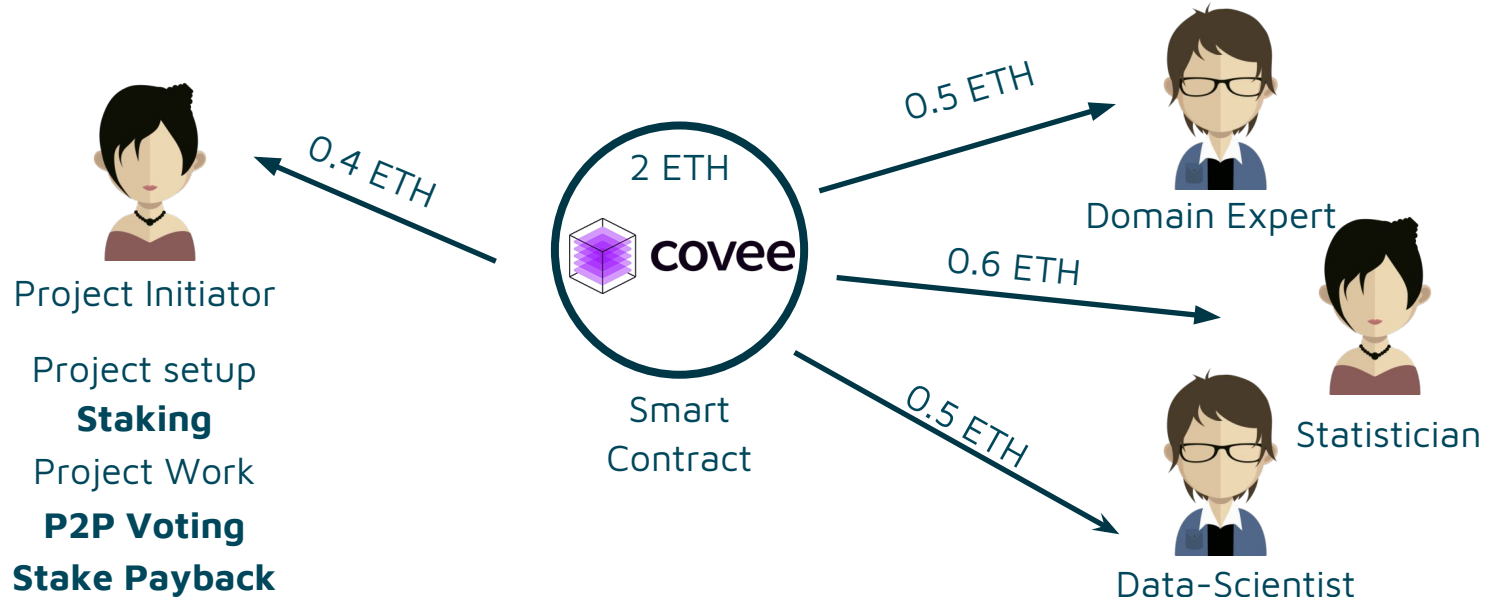 0.4 ETH
Project Initiator
Project setup
Staking
Project Work
P2P Voting
Stake Payback
2 ETH
covee
Smart
Contract
0.5 ETH
Domain Expert
0.6 ETH
Statistician
0.5 ETH
Data-Scientist